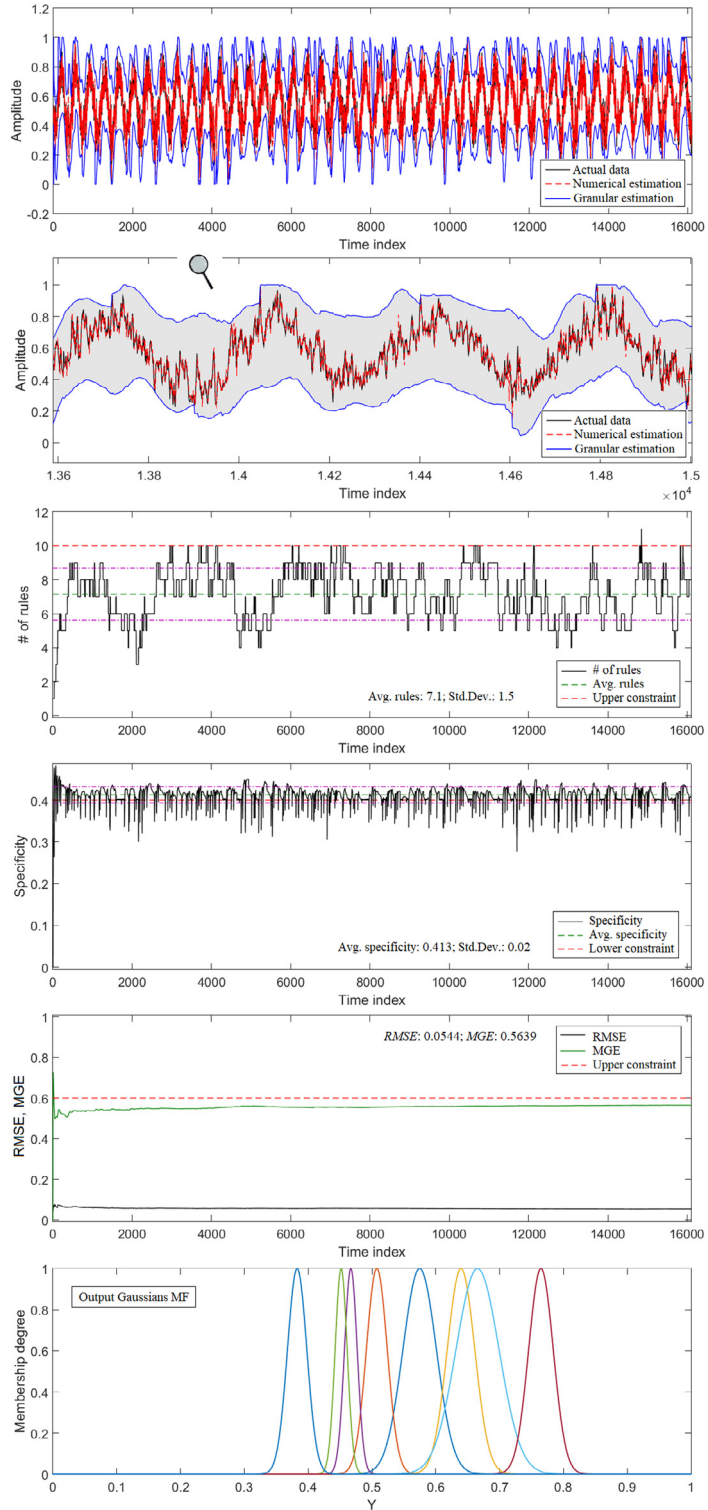 1.2
1
0.8
0.6
0.4
0.2
0
-0.2
Amplitude
Actual data
Numerical estimation
Granular estimation
0 2000 4000 6000 8000 10000 12000 14000 16000
Time index
1
0.8
0.6
0.4
0.2
0
Amplitude
Actual data
Numerical estimation
Granular estimation
1.36 1.38 1.4 1.42 1.44 1.46 1.48 1.5
Time index
×10⁴
12
10
8
6
4
2
0
# of rules
# of rules
Avg. rules
Upper constraint
Avg. rules: 7.1; Std.Dev.: 1.5
0 2000 4000 6000 8000 10000 12000 14000 16000
Time index
0.4
0.3
0.2
0.1
0
Specificity
Specificity
Avg. specificity
Lower constraint
Avg. specificity: 0.413; Std.Dev.: 0.02
0 2000 4000 6000 8000 10000 12000 14000 16000
Time index
1
0.8
0.6
0.4
0.2
0
RMSE, MGE
RMSE: 0.0544; MGE: 0.5639
RMSE
MGE
Upper constraint
0 2000 4000 6000 8000 10000 12000 14000 16000
Time index
1
0.8
0.6
0.4
0.2
0
Membership degree
Output Gaussians MF
0 0.1 0.2 0.3 0.4 0.5 0.6 0.7 0.8 0.9 1
Y